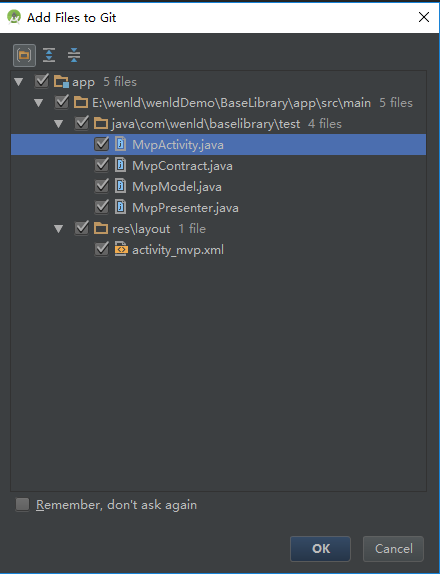 Add Files to Git
app 5 files
E:\wenld\wenldDemo\BaseLibrary\app\src\main 5 files
java\com\wenld\baselibrary\test 4 files
MvpActivity.java
MvpContract.java
MvpModel.java
MvpPresenter.java
res\layout 1 file
activity_mvp.xml
Remember, don't ask again
OK Cancel